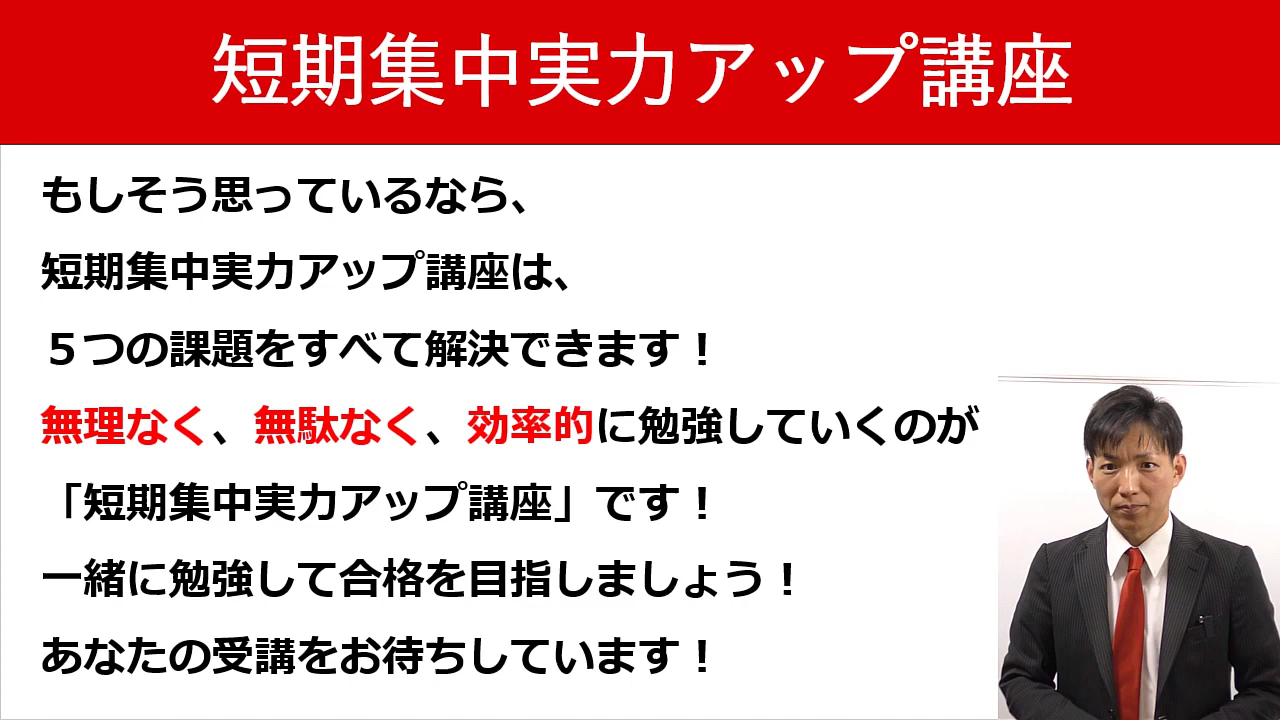 短期集中実力アップ講座
もしそう思っているなら、
短期集中実力アップ講座は、
５つの課題をすべて解決できます！
無理なく、無駄なく、効率的に勉強していくのが
「短期集中実力アップ講座」です！
一緒に勉強して合格を目指しましょう！
あなたの受講をお待ちしています！